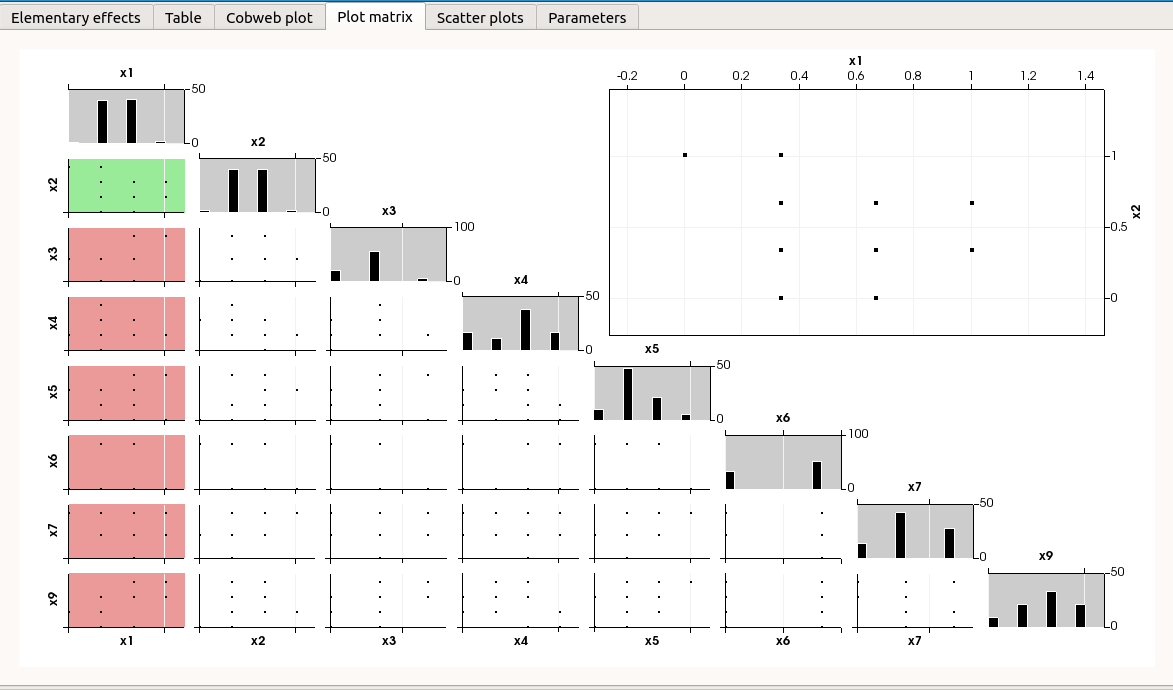 Elementary effects Table Cobweb plot Plot matrix Scatter plots Parameters
x1
-0.2 0 0.2 0.4 0.6 0.8 1 1.2 1.4
x1
50
0
x2
50
0
x2
1
0.5
0
x2
x3
100
0
x3
x4
50
0
x4
x5
50
0
x5
x6
100
0
x6
x7
50
0
x7
x9
50
0
x9
x1 x2 x3 x4 x5 x6 x7